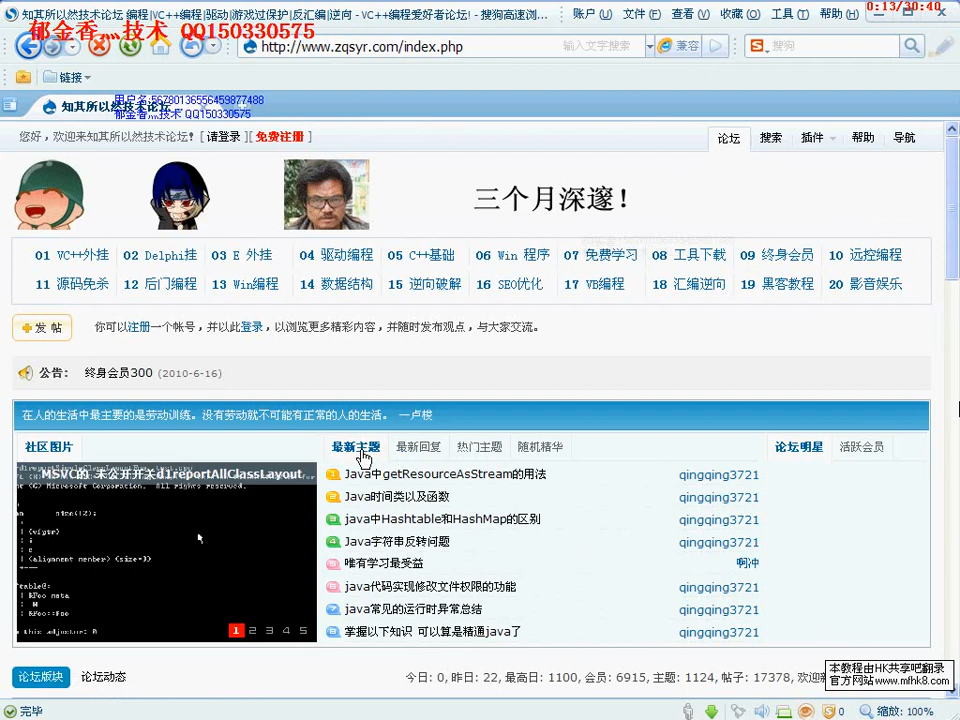 知其所以然技术论坛 编程|VC++编程|驱动|游戏过保护|反汇编|逆向 - VC++编程爱好者论坛! - 搜狗高速浏...
账户(U) 文件(F) 查看(V) 收藏(O) 工具(T) 帮助(H)
0:13/30:40
郁金香灬技术 QQ150330575
http://www.zqsyr.com/index.php
输入文字搜索
兼容
搜狗
链接
知其所以然技术论坛
用户名:56780136556459877488
郁金香灬技术 QQ150330575
您好，欢迎来知其所以然技术论坛! [ 请登录 ][ 免费注册 ]
论坛 搜索 插件 帮助 导航
三个月深邃！
01 VC++外挂 02 Delphi挂 03 E 外挂 04 驱动编程 05 C++基础 06 Win 程序 07 免费学习 08 工具下载 09 终身会员 10 远控编程
11 源码免杀 12 后门编程 13 Win编程 14 数据结构 15 逆向破解 16 SEO优化 17 VB编程 18 汇编逆向 19 黑客教程 20 影音娱乐
发 帖
你可以注册一个帐号，并以此登录，以浏览更多精彩内容，并随时发布观点，与大家交流。
公告： 终身会员300 (2010-6-16)
在人的生活中最主要的是劳动训练。没有劳动就不可能有正常的人的生活。 —卢梭
社区图片 最新主题 最新回复 热门主题 随机精华 论坛明星 活跃会员
MSVC的 未公开开关d1reportAllClassLayout
1 2 3 4 5
Java中getResourceAsStream的用法 qingqing3721
Java时间类以及函数 qingqing3721
java中Hashtable和HashMap的区别 qingqing3721
Java字符串反转问题 qingqing3721
唯有学习最受益 啊冲
java代码实现修改文件权限的功能 qingqing3721
java常见的运行时异常总结 qingqing3721
掌握以下知识 可以算是精通java了 qingqing3721
论坛版块 论坛动态
今日: 0, 昨日: 22, 最高日: 1100, 会员: 6915, 主题: 1124, 帖子: 17378, 欢迎
本教程由HK共享吧翻录
官方网站www.mfhk8.com
完毕
0
缩放: 100%